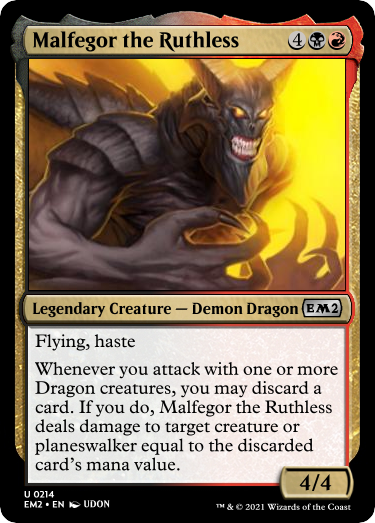 Malfegor the Ruthless 4
Legendary Creature — Demon Dragon EM2
Flying, haste
Whenever you attack with one or more
Dragon creatures, you may discard a
card. If you do, Malfegor the Ruthless
deals damage to target creature or
planeswalker equal to the discarded
card's mana value.
4/4
U 0214
EM2 • EN UDON
™ & © 2021 Wizards of the Coast